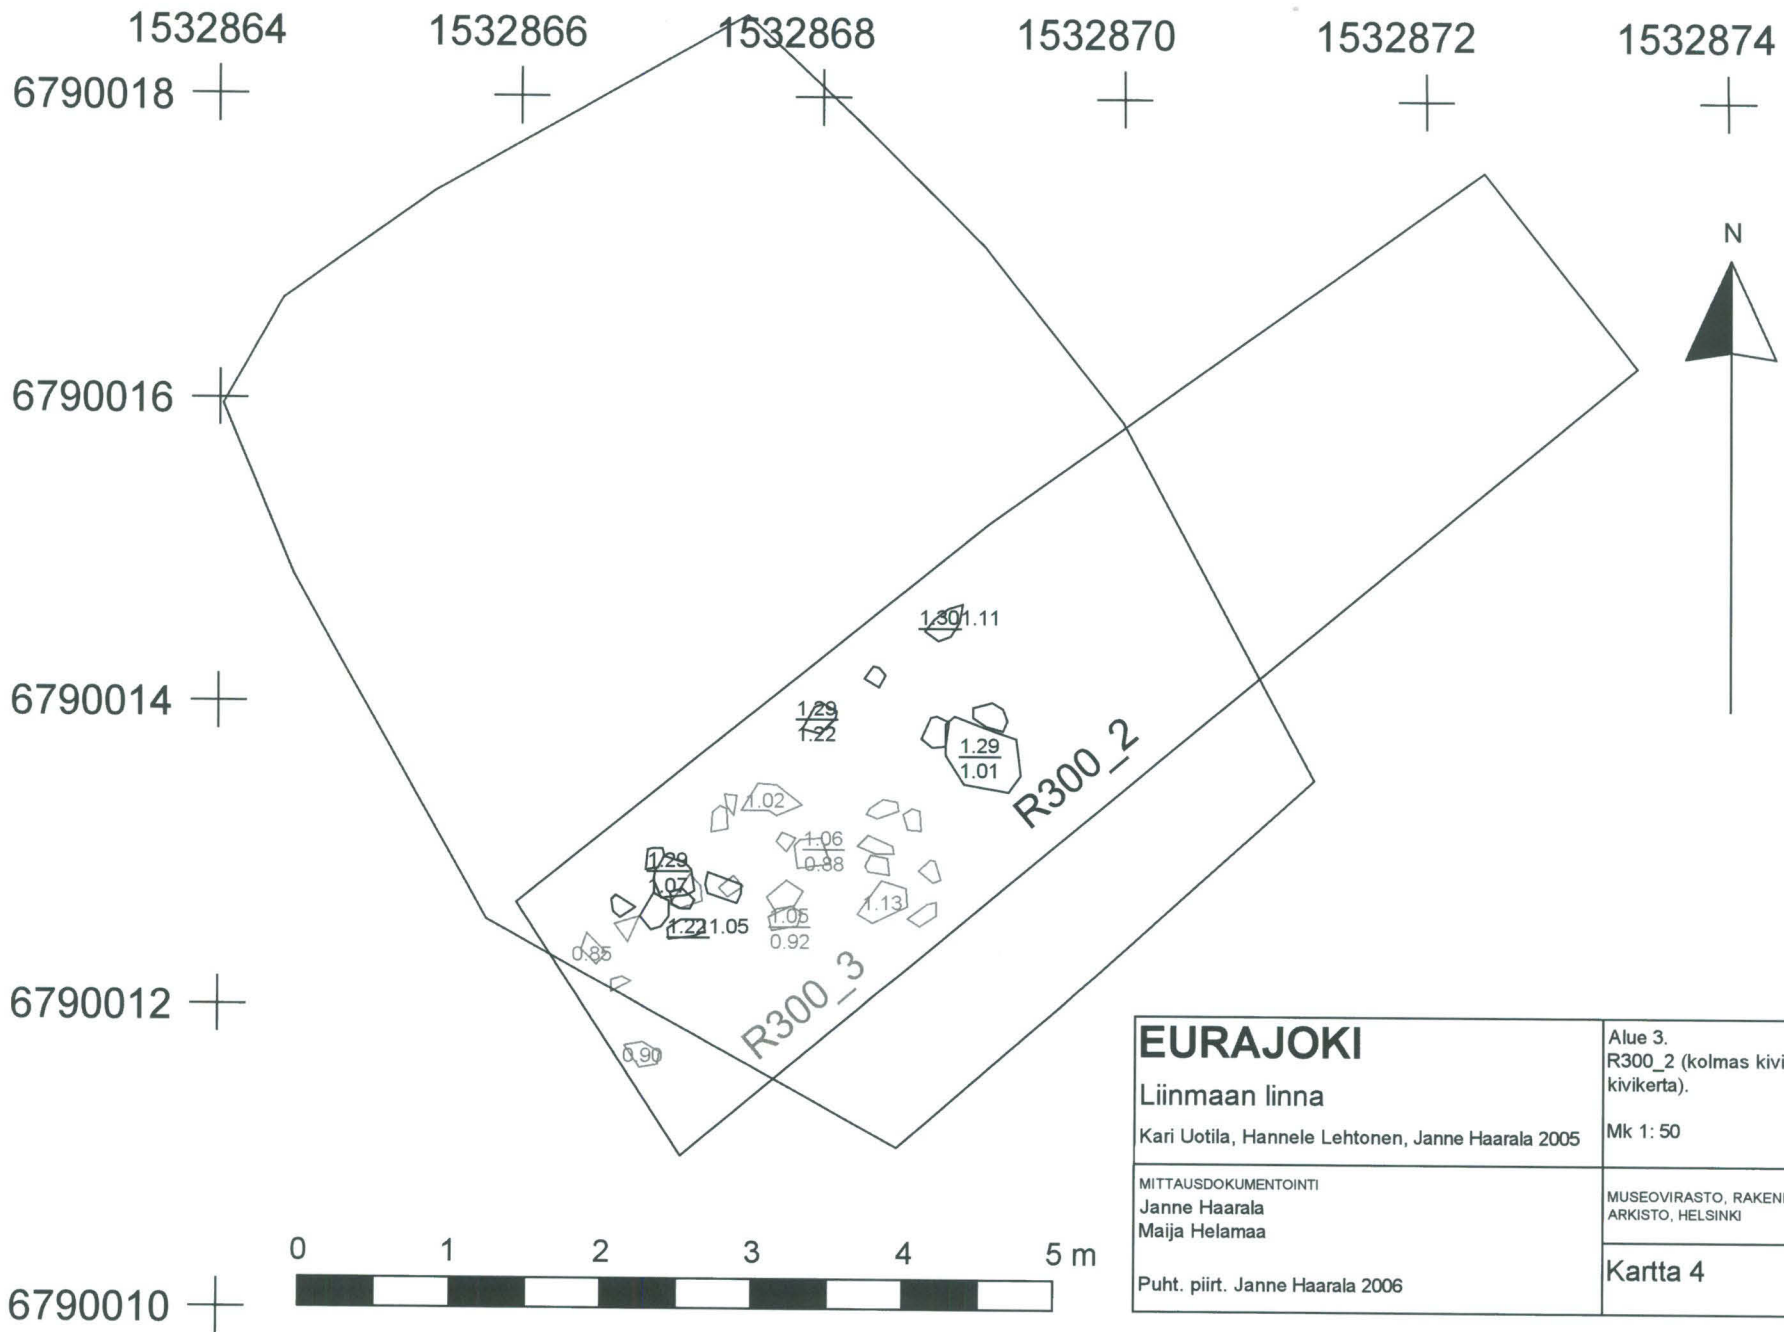 1532864 1532866 1532868 1532870 1532872 1532874
6790018
N
6790016
1.30 1.11
6790014
1.29
1.22
1.29
1.01
R300_2
1.02
1.06
0.88
1.29
1.07
1.13
1.22 1.05
1.05
0.92
0.85
R300_3
6790012
0.90
0 1 2 3 4 5 m
6790010
EURAJOKI
Liinmaan linna
Kari Uotila, Hannele Lehtonen, Janne Haarala 2005
Alue 3.
R300_2 (kolmas kivi
kivikerta).
Mk 1: 50
MITTAUSDOKUMENTOINTI
Janne Haarala
Maija Helamaa
Puht. piirt. Janne Haarala 2006
MUSEOVIRASTO, RAKEN
ARKISTO, HELSINKI
Kartta 4